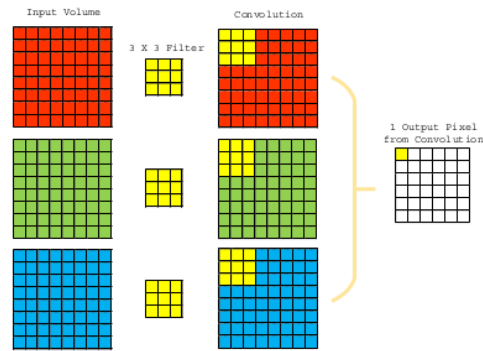 Input Volume
Convolution
3 X 3 Filter
1 Output Pixel
from Convolution